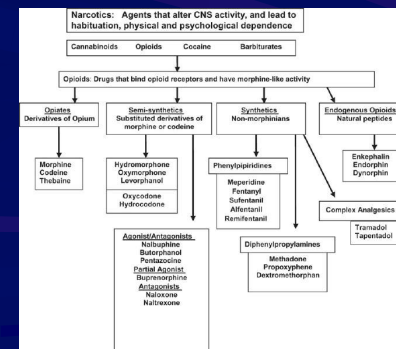 Narcotics: Agents that alter CNS activity, and lead to
habituation, physical and psychological dependence
Cannabinoids Opioids Cocaine Barbiturates
Opioids: Drugs that bind opioid receptors and have morphine-like activity
Opiates
Derivatives of Opium
Semi-synthetics
Substituted derivatives of
morphine or codeine
Synthetics
Non-morphinians
Endogenous Opioids
Natural peptides
Morphine
Codeine
Thebaine
Hydromorphone
Oxymorphone
Levorphanol
Oxycodone
Hydrocodone
Phenylpipiridines
Meperidine
Fentanyl
Sufentanil
Alfentanil
Remifentanil
Enkephalin
Endorphin
Dynorphin
Complex Analgesics
Tramadol
Tapentadol
Agonist/Antagonists
Nalbuphine
Buterphanol
Pentazocine
Partial Agonist
Buprenorphine
Antagonists
Naloxone
Naltrexone
Diphenylpropylamines
Methadone
Propoxyphene
Dextromethorphan